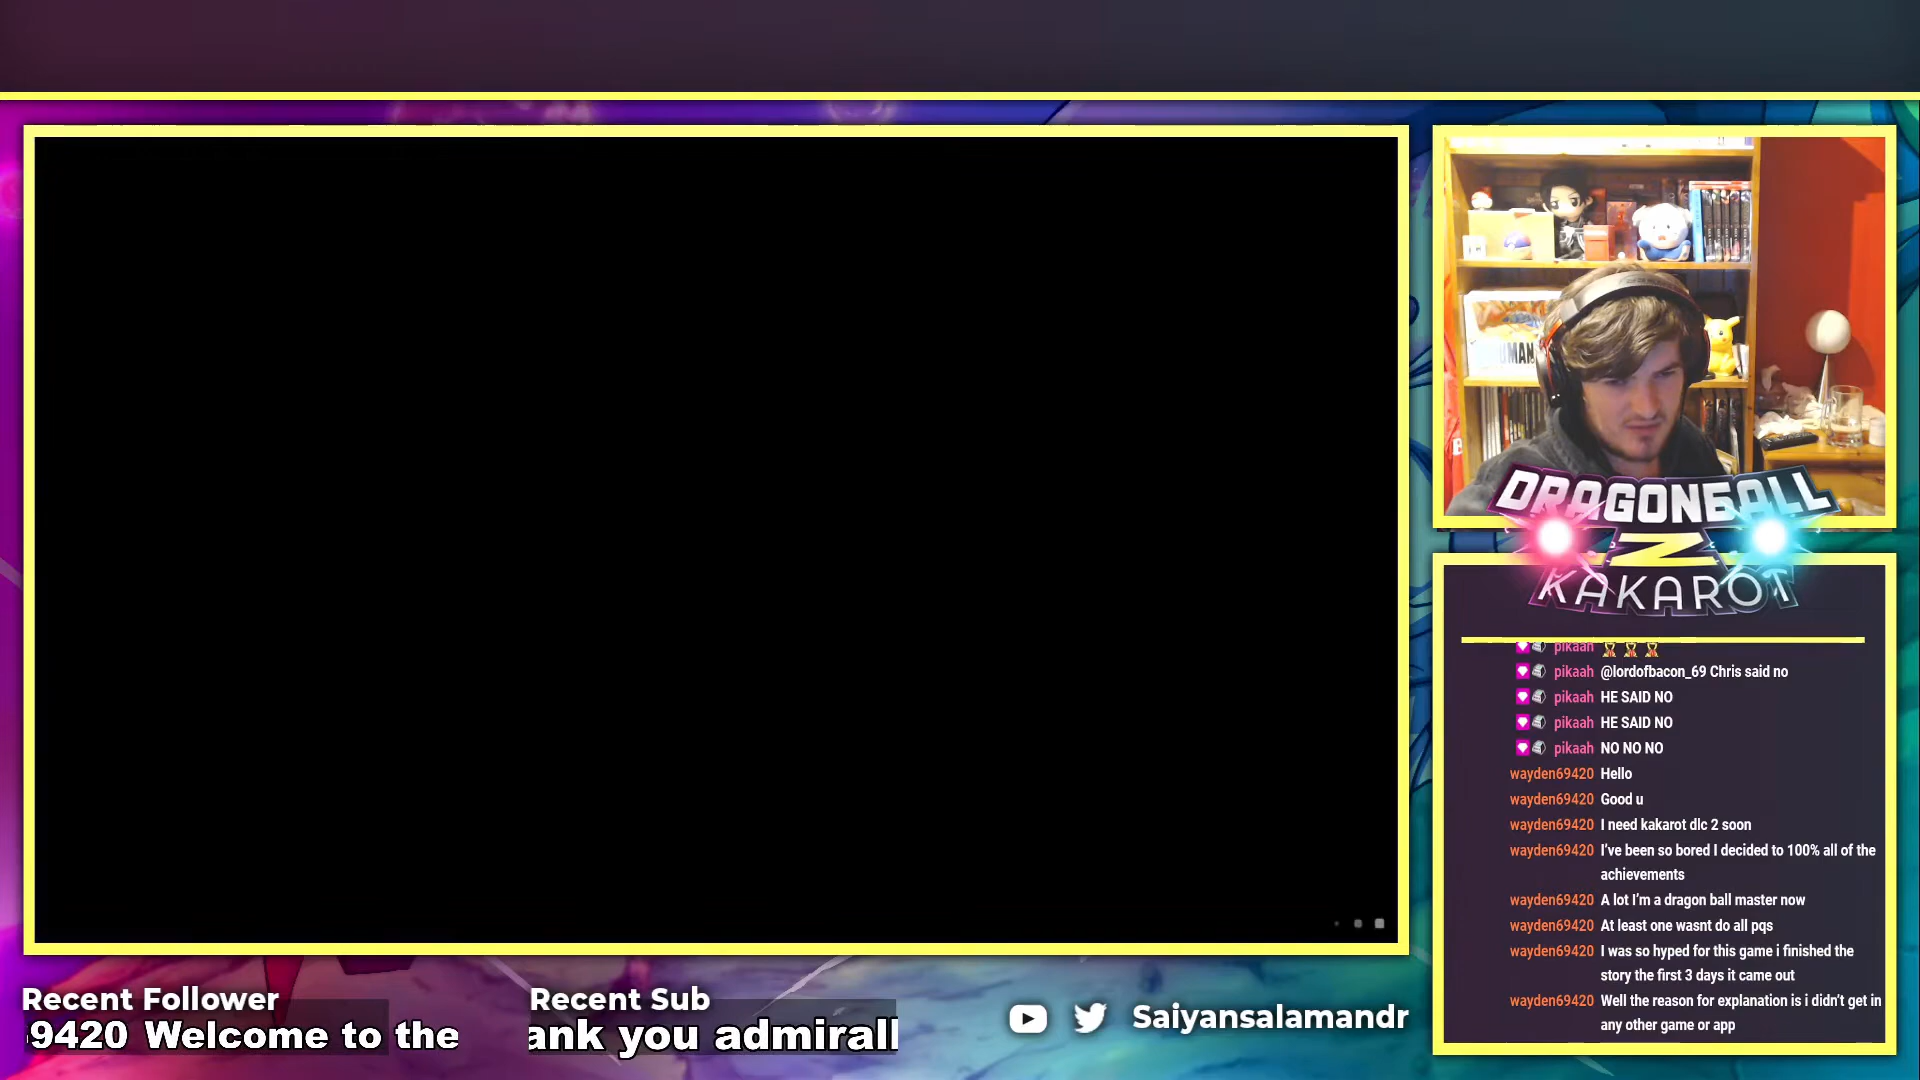 UMAN
DRAGONBALL
Z
KAKAROT
pikaah
pikaah @lordofbacon_69 Chris said no
pikaah HE SAID NO
pikaah HE SAID NO
pikaah NO NO NO
wayden69420 Hello
wayden69420 Good u
wayden69420 I need kakarot dlc 2 soon
wayden69420 I've been so bored I decided to 100% all of the
achievements
wayden69420 A lot I'm a dragon ball master now
wayden69420 At least one wasnt do all pqs
wayden69420 I was so hyped for this game i finished the
story the first 3 days it came out
wayden69420 Well the reason for explanation is i didn't get in
any other game or app
Recent Follower
69420 Welcome to the
Recent Sub
ank you admirall
Saiyansalamandr